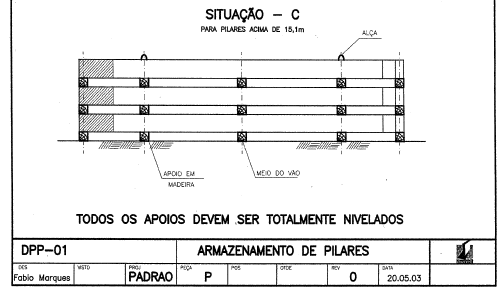 SITUAÇÃO - C
PARA PILARES ACIMA DE 15,1m
ALÇA
APOIO EM
MADEIRA
MEIO DO VÃO
TODOS OS APOIOS DEVEM SER TOTALMENTE NIVELADOS
DPP-01
ARMAZENAMENTO DE PILARES
DES VISTO PROJ PEÇA POS QTDE REV DATA
Fabio Marques PADRAO P 0 20.05.03